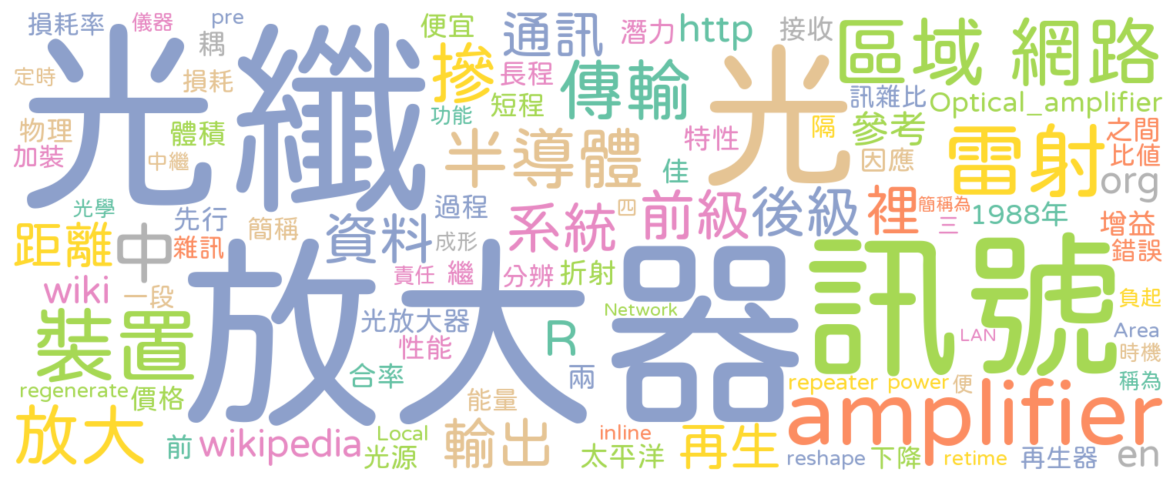 損耗率 儀器 pre
耦
便宜
通訊
潛力 http
接收
區域 網路
光纖
定時
損耗
摻
長程
短程
功能
傳輸
光
訊雜比
Optical_amplifier
物理
加裝
體積
中繼
半導體
特性
隔
參考
因應
佳
雷射
之間
比值
org
光學
先行
雜訊
簡稱
資料
過程
成形
系統
四
前級
後級
裡
簡稱為
三
1988年
增益
錯誤
距離
中
責任
繼
分辨
折射
放大器
訊號
wiki
一段
裝置
光放大器
性能
R
Network
LAN
負起
Area
時機
regenerate
價格
合率
能量
兩
repeater
power
便
稱為
放大
前
wikipedia
Local
光源
輸出
inline
太平洋
再生
amplifier
reshape
下降
retime
再生器
en